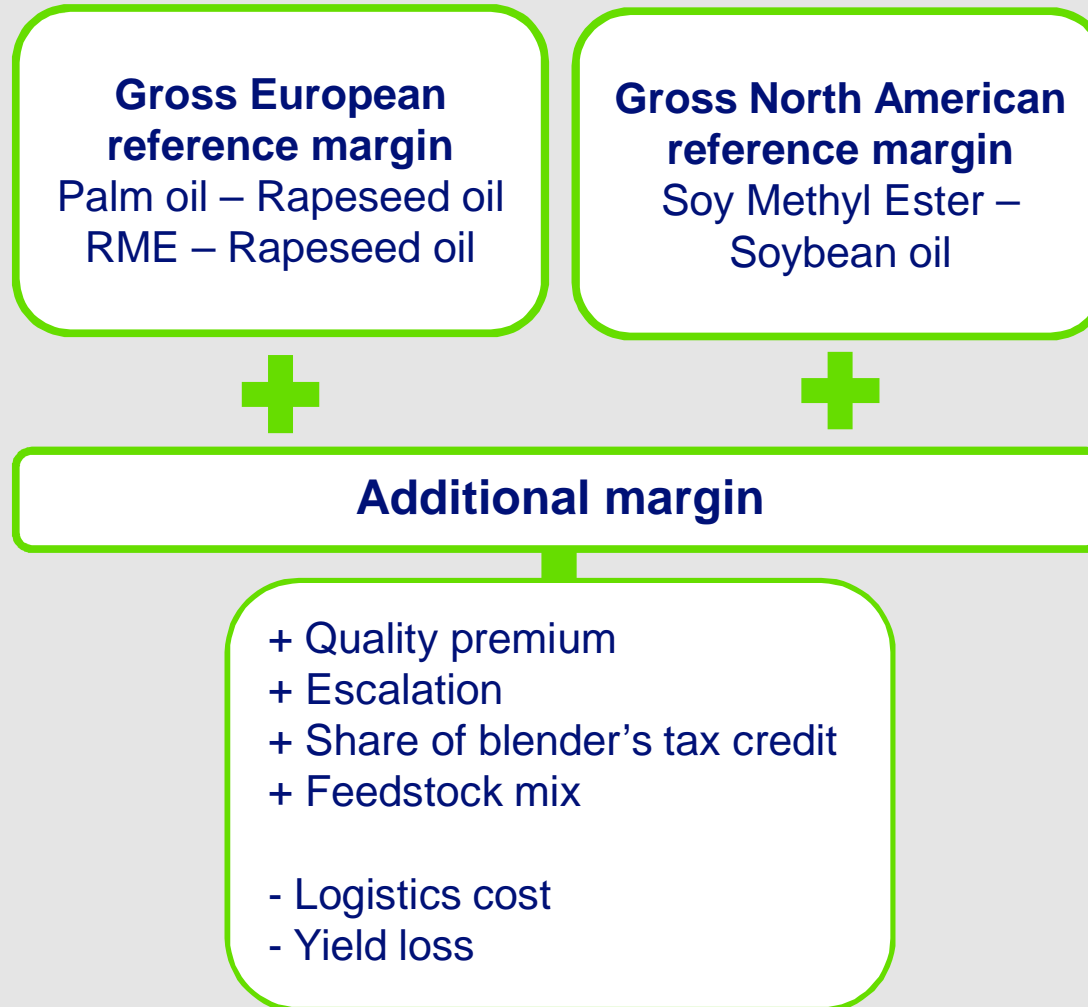 Gross European
reference margin
Palm oil – Rapeseed oil
RME – Rapeseed oil
Gross North American
reference margin
Soy Methyl Ester –
Soybean oil
Additional margin
+ Quality premium
+ Escalation
+ Share of blender’s tax credit
+ Feedstock mix
- Logistics cost
- Yield loss